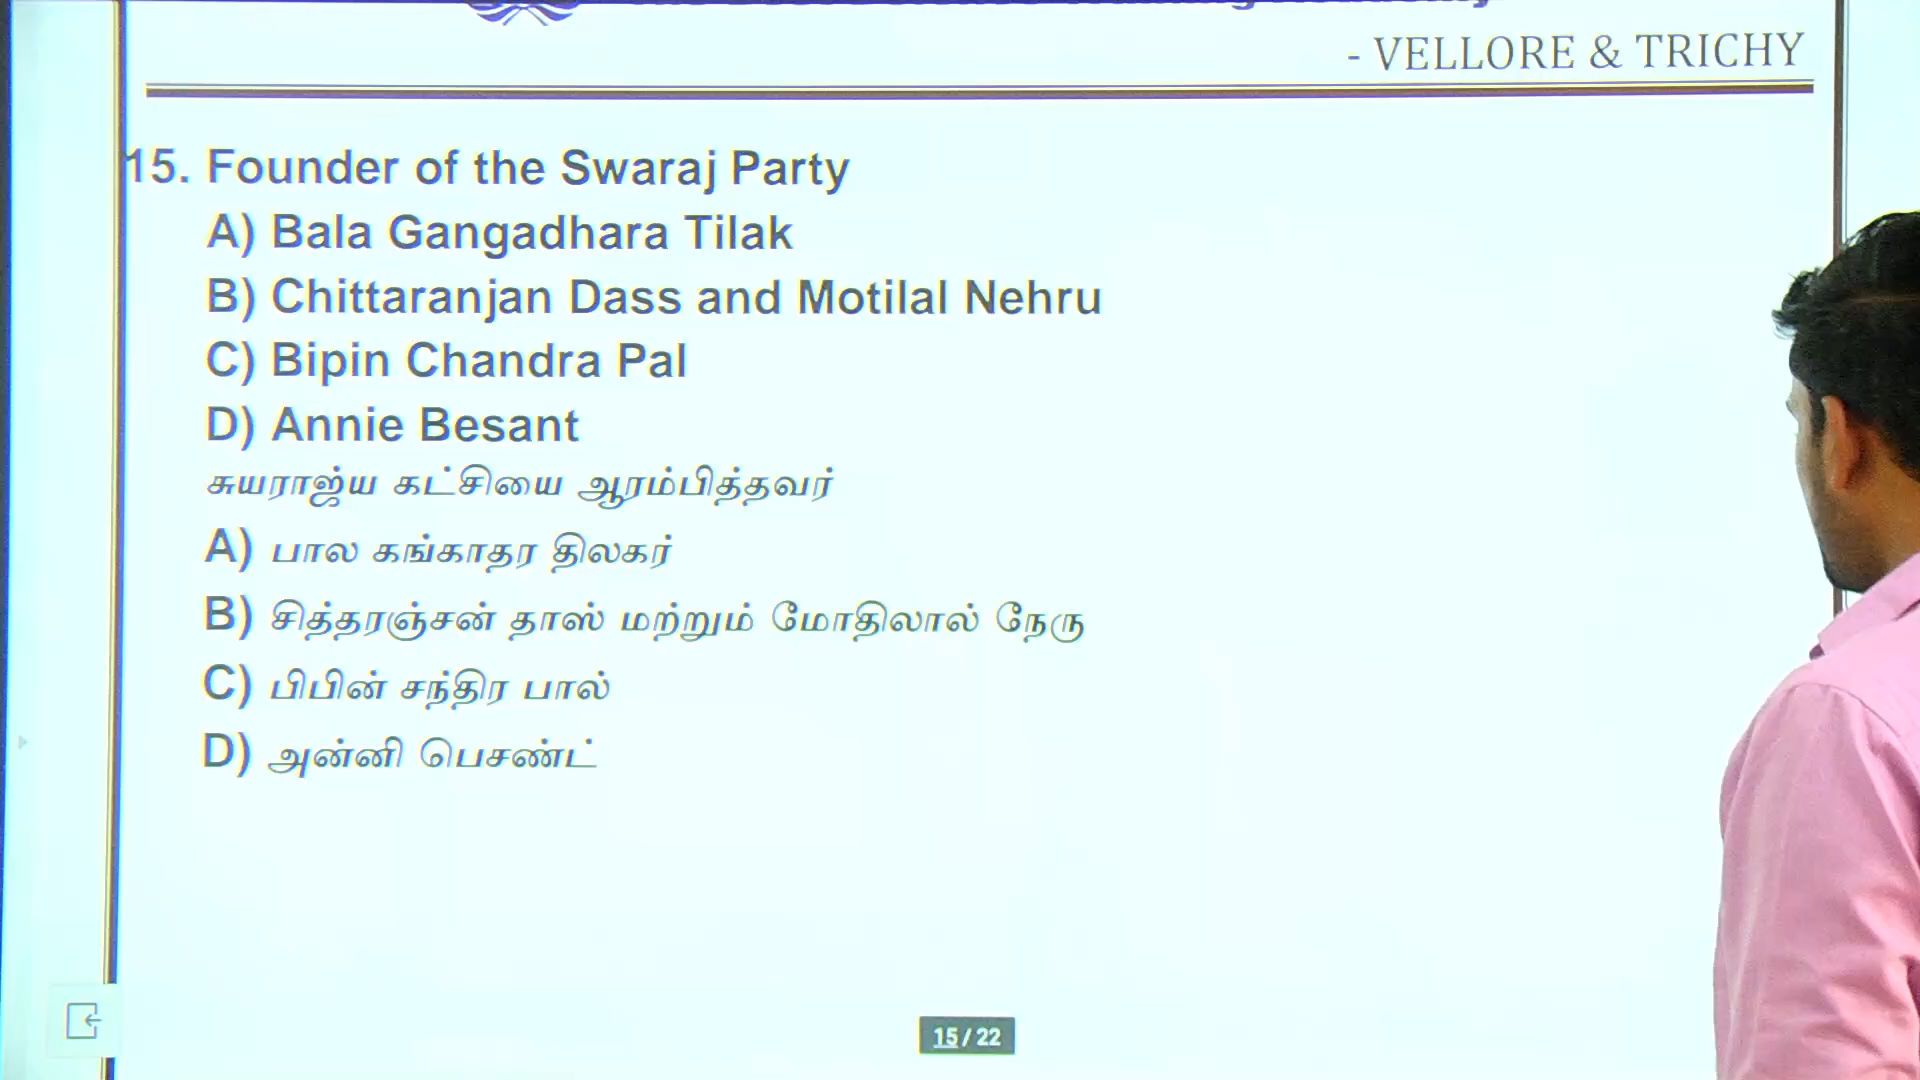 - VELLORE & TRICHY
15. Founder of the Swaraj Party
A) Bala Gangadhara Tilak
B) Chittaranjan Dass and Motilal Nehru
C) Bipin Chandra Pal
D) Annie Besant
சுயராஜ்ய கட்சியை ஆரம்பித்தவர்
A) பால கங்காதர திலகர்
B) சித்தரஞ்சன் தாஸ் மற்றும் மோதிலால் நேரு
C) பிபின் சந்திர பால்
D) அன்னி பெசண்ட்
15 / 22